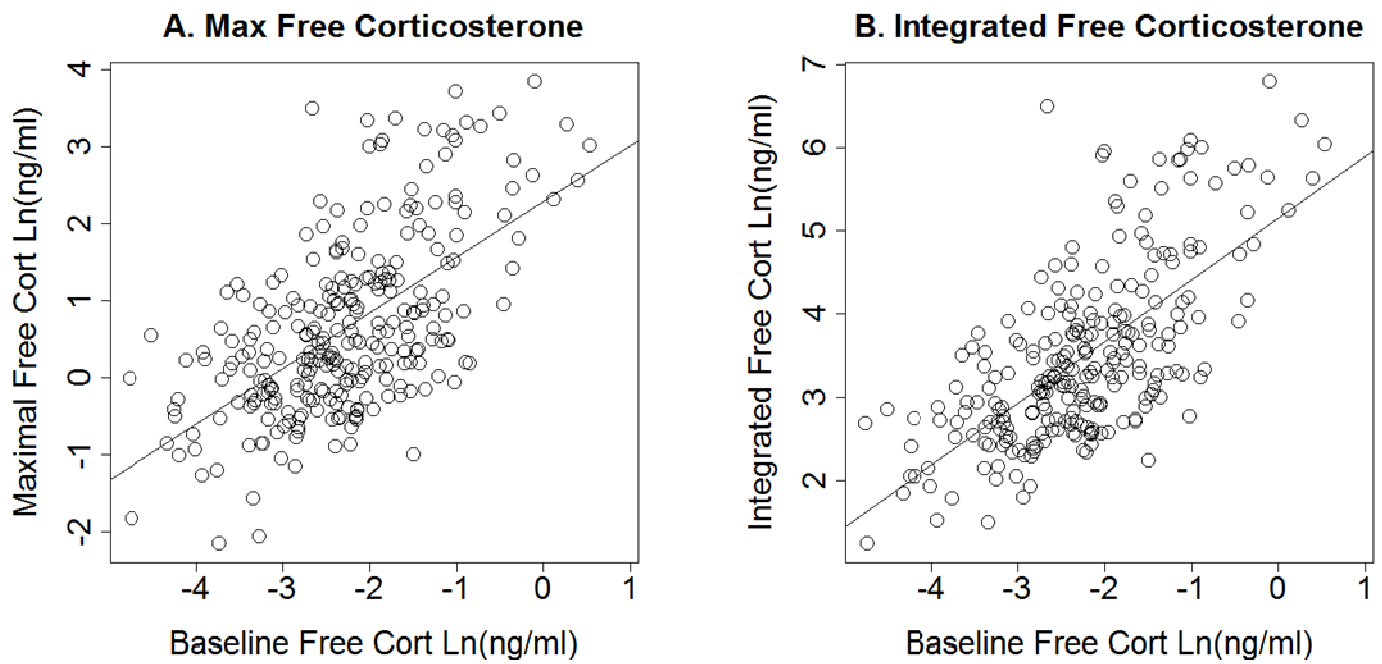 A. Max Free Corticosterone
Maximal Free Cort Ln(ng/ml)
4
3
2
1
0
-1
-2
-4 -3 -2 -1 0 1
Baseline Free Cort Ln(ng/ml)
B. Integrated Free Corticosterone
Integrated Free Cort Ln(ng/ml)
7
6
5
4
3
2
-4 -3 -2 -1 0 1
Baseline Free Cort Ln(ng/ml)